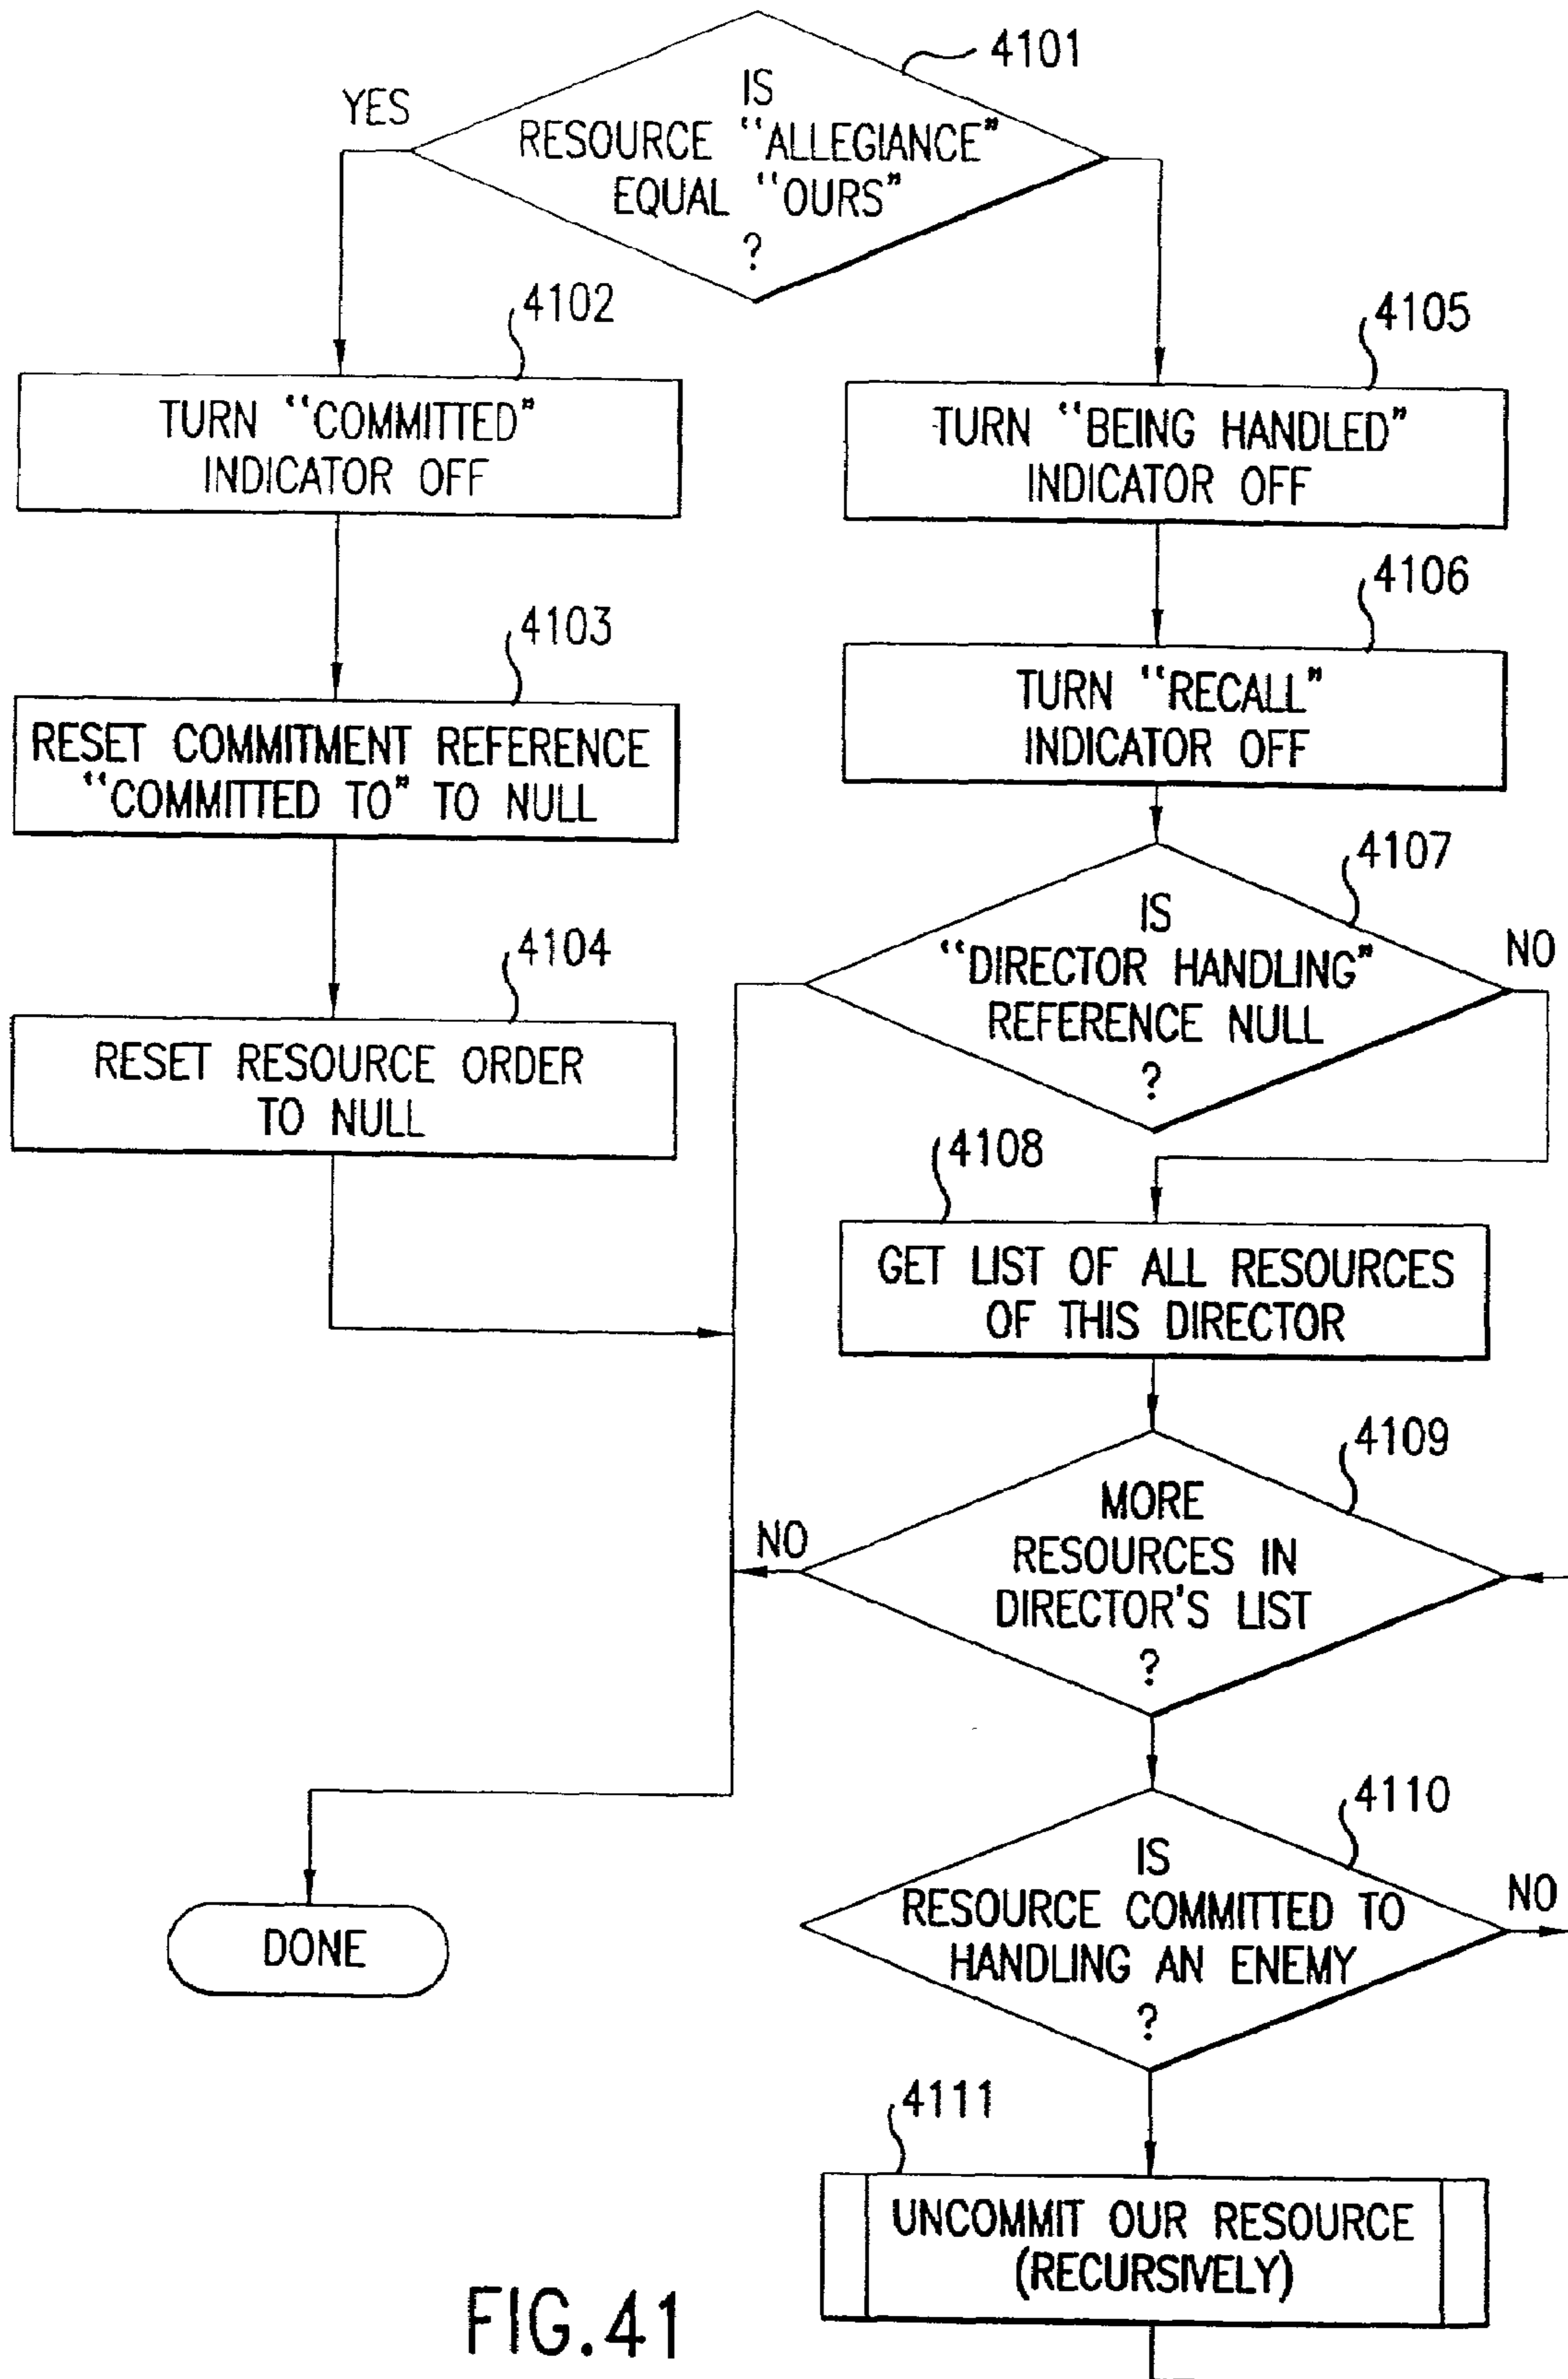 4101
IS
RESOURCE "ALLEGIANCE"
EQUAL "OURS"
?
YES
4102
TURN "COMMITTED"
INDICATOR OFF
4103
RESET COMMITMENT REFERENCE
"COMMITTED TO" TO NULL
4104
RESET RESOURCE ORDER
TO NULL
4105
TURN "BEING HANDLED"
INDICATOR OFF
4106
TURN "RECALL"
INDICATOR OFF
4107
IS
"DIRECTOR HANDLING"
REFERENCE NULL
?
NO
4108
GET LIST OF ALL RESOURCES
OF THIS DIRECTOR
4109
MORE
RESOURCES IN
DIRECTOR'S LIST
?
NO
4110
IS
RESOURCE COMMITTED TO
HANDLING AN ENEMY
?
NO
DONE
4111
UNCOMMIT OUR RESOURCE
(RECURSIVELY)
FIG.41